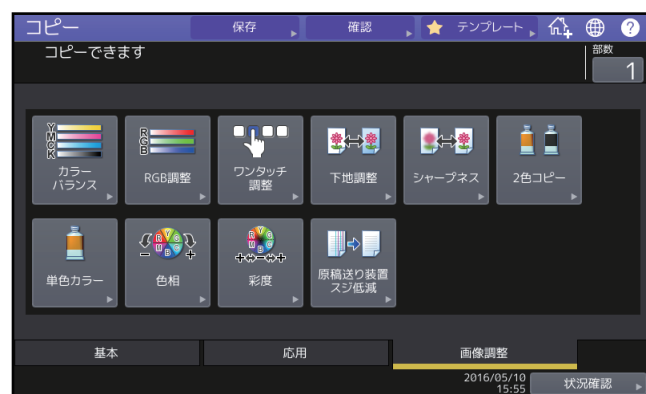 コピー
保存
確認
テンプレート
?
コピーできます
部数
1
YMCK
カラー
バランス
RGB
RGB調整
ワンタッチ
調整
下地調整
シャープネス
2色コピー
単色カラー
色相
彩度
原稿送り装置
スジ低減
基本
応用
画像調整
2016/05/10
15:55
状況確認